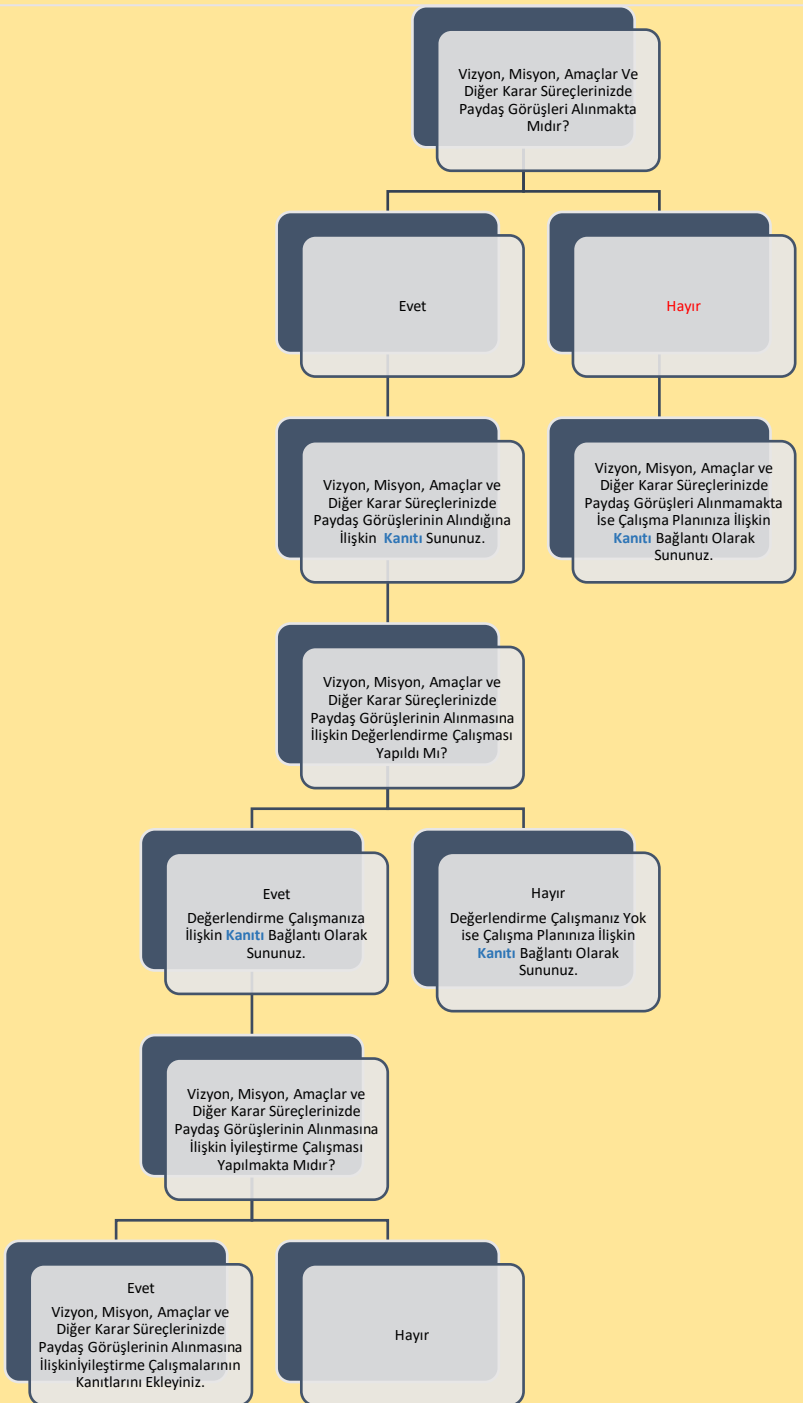 Vizyon, Misyon, Amaçlar Ve
Diğer Karar Süreçlerinizde
Paydaş Görüşleri Alınmakta
Mıdır?
Evet
Hayır
Vizyon, Misyon, Amaçlar ve
Diğer Karar Süreçlerinizde
Paydaş Görüşlerinin Alındığına
İlişkin Kanıtı Sununuz.
Vizyon, Misyon, Amaçlar ve
Diğer Karar Süreçlerinizde
Paydaş Görüşleri Alınmamakta
İse Çalışma Planınıza İlişkin
Kanıtı Bağlantı Olarak
Sununuz.
Vizyon, Misyon, Amaçlar ve
Diğer Karar Süreçlerinizde
Paydaş Görüşlerinin Alınmasına
İlişkin Değerlendirme Çalışması
Yapıldı Mı?
Evet
Değerlendirme Çalışmanıza
İlişkin Kanıtı Bağlantı Olarak
Sununuz.
Hayır
Değerlendirme Çalışmanız Yok
ise Çalışma Planınıza İlişkin
Kanıtı Bağlantı Olarak
Sununuz.
Vizyon, Misyon, Amaçlar ve
Diğer Karar Süreçlerinizde
Paydaş Görüşlerinin Alınmasına
İlişkin İyileştirme Çalışması
Yapılmakta Mıdır?
Evet
Vizyon, Misyon, Amaçlar ve
Diğer Karar Süreçlerinizde
Paydaş Görüşlerinin Alınmasına
İlişkinİyileştirme Çalışmalarının
Kanıtlarını Ekleyiniz.
Hayır